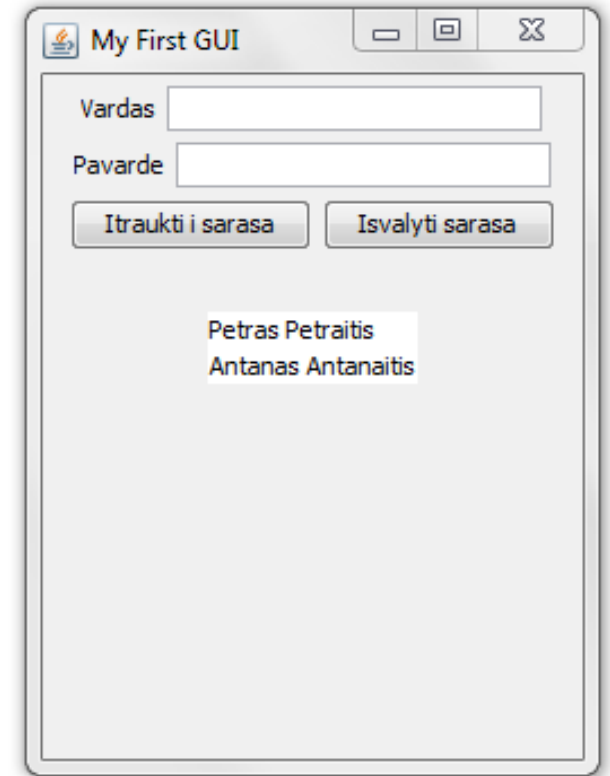 My First GUI
Vardas
Pavarde
Itraukti i sarasa Isvalyti sarasa
Petras Petraitis
Antanas Antanaitis